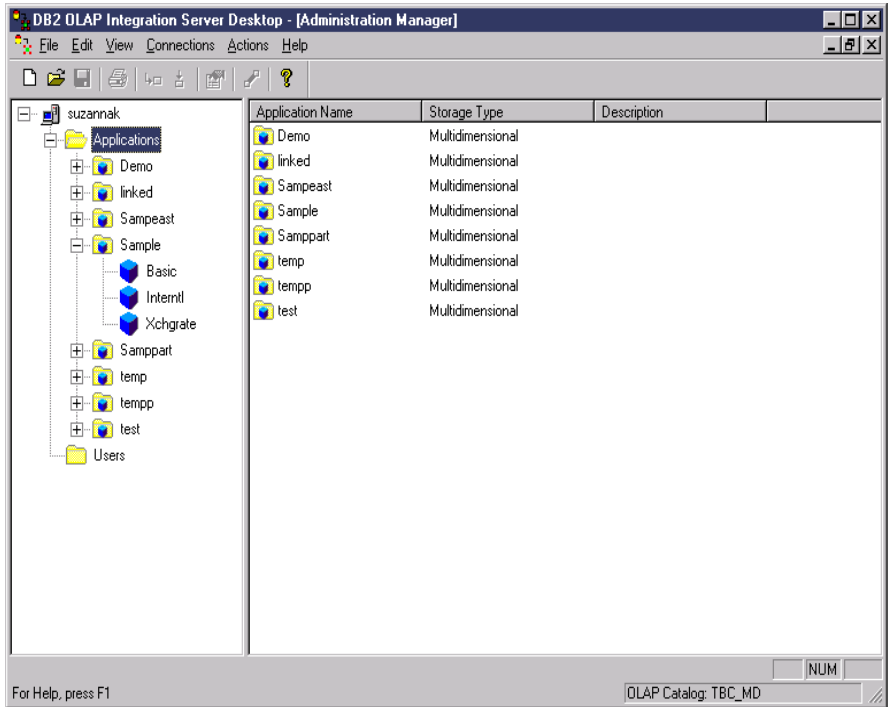 DB2 OLAP Integration Server Desktop - [Administration Manager]
File Edit View Connections Actions Help
suzannak
Applications
Demo
linked
Sampeast
Sample
Basic
Interntl
Xchgrate
Samppart
temp
tempp
test
Users
Application Name Storage Type Description
Demo Multidimensional
linked Multidimensional
Sampeast Multidimensional
Sample Multidimensional
Samppart Multidimensional
temp Multidimensional
tempp Multidimensional
test Multidimensional
NUM
For Help, press F1 OLAP Catalog: TBC_MD